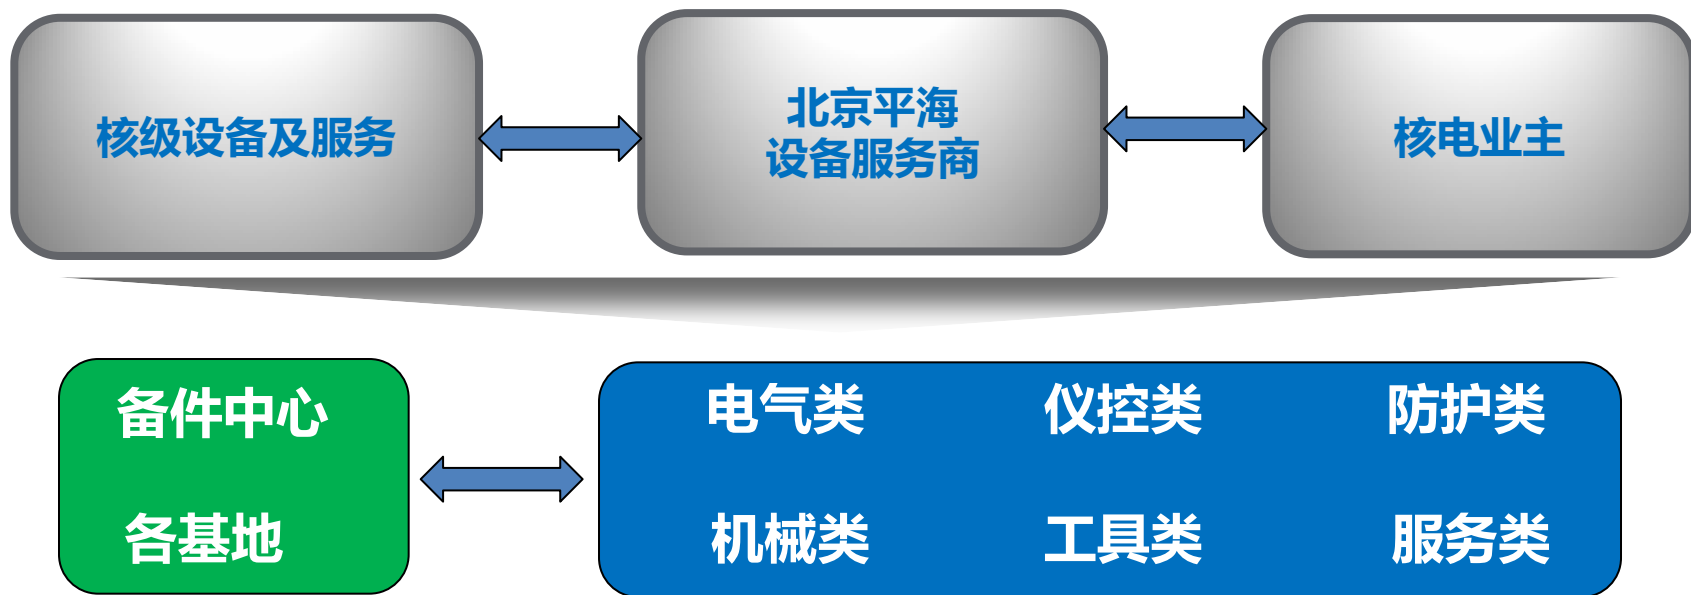 核级设备及服务
北京平海
设备服务商
核电业主
备件中心
各基地
电气类 仪控类 防护类
机械类 工具类 服务类